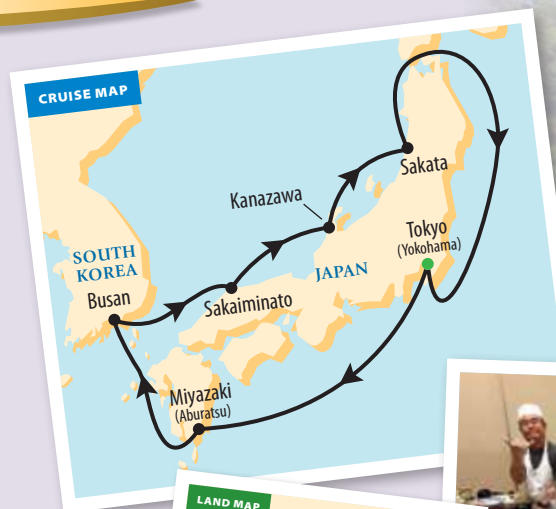 CRUISE MAP
Sakata
Kanazawa
Tokyo
(Yokohama)
SOUTH
KOREA
JAPAN
Busan
Sakaiminato
Miyazaki
(Aburatsu)
LAND MAP